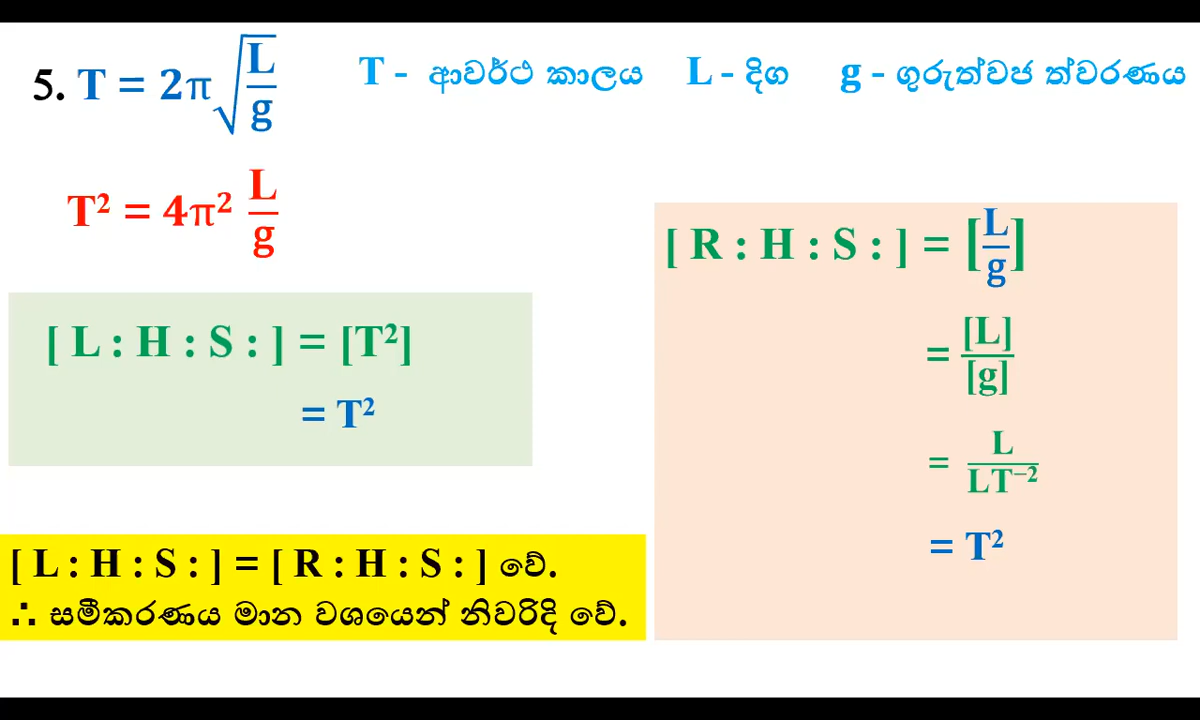 5. T = 2π √(L/g) T - ආවර්ථ කාලය L - දිග g - ගුරුත්වජ ත්වරණය
T² = 4π² L/g
[ L : H : S : ] = [T²]
= T²
[ R : H : S : ] = [L/g]
= [L]/[g]
= L/LT⁻²
= T²
[ L : H : S : ] = [ R : H : S : ] වේ.
∴ සමීකරණය මාන වශයෙන් නිවරිදි වේ.